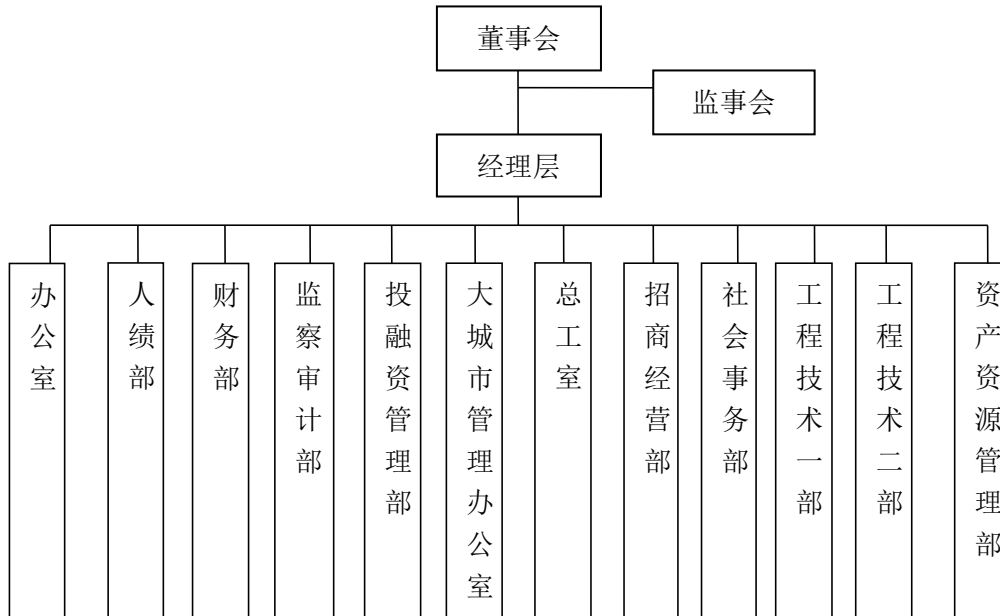 董事会
监事会
经理层
办公室
人绩部
财务部
监察审计部
投融资管理部
大城市管理办公室
总工室
招商经营部
社会事务部
工程技术一部
工程技术二部
资产资源管理部